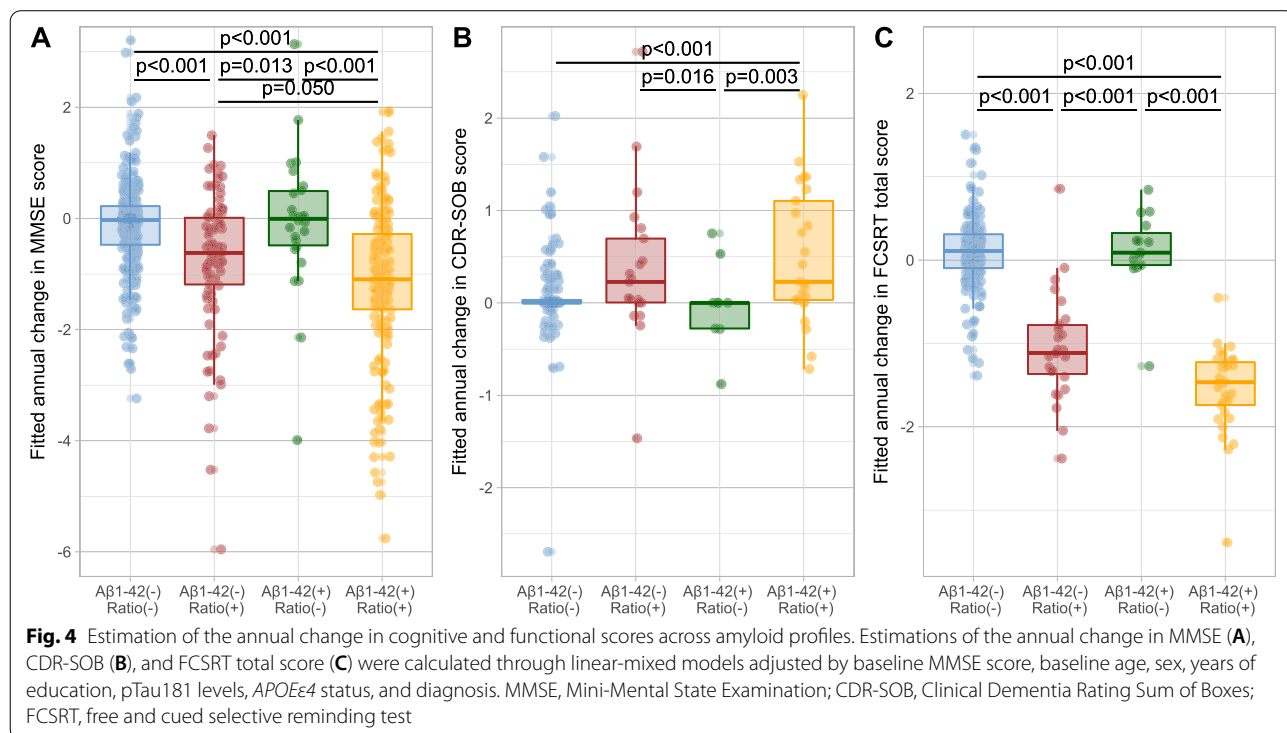 A
B
C
p<0.001
p<0.001 p=0.013 p<0.001
p=0.050
p<0.001
p=0.016 p=0.003
p<0.001
p<0.001 p<0.001 p<0.001
Fitted annual change in MMSE score
2
0
-2
-4
-6
Aβ1-42(-) Aβ1-42(-) Aβ1-42(+) Aβ1-42(+)
Ratio(-) Ratio(+) Ratio(-) Ratio(+)
Fitted annual change in CDR-SOB score
2
1
0
-1
-2
Aβ1-42(-) Aβ1-42(-) Aβ1-42(+) Aβ1-42(+)
Ratio(-) Ratio(+) Ratio(-) Ratio(+)
Fitted annual change in FCSRT total score
2
0
-2
Aβ1-42(-) Aβ1-42(-) Aβ1-42(+) Aβ1-42(+)
Ratio(-) Ratio(+) Ratio(-) Ratio(+)
Fig. 4 Estimation of the annual change in cognitive and functional scores across amyloid profiles. Estimations of the annual change in MMSE (A),
CDR-SOB (B), and FCSRT total score (C) were calculated through linear-mixed models adjusted by baseline MMSE score, baseline age, sex, years of
education, pTau181 levels, APOEε4 status, and diagnosis. MMSE, Mini-Mental State Examination; CDR-SOB, Clinical Dementia Rating Sum of Boxes;
FCSRT, free and cued selective reminding test